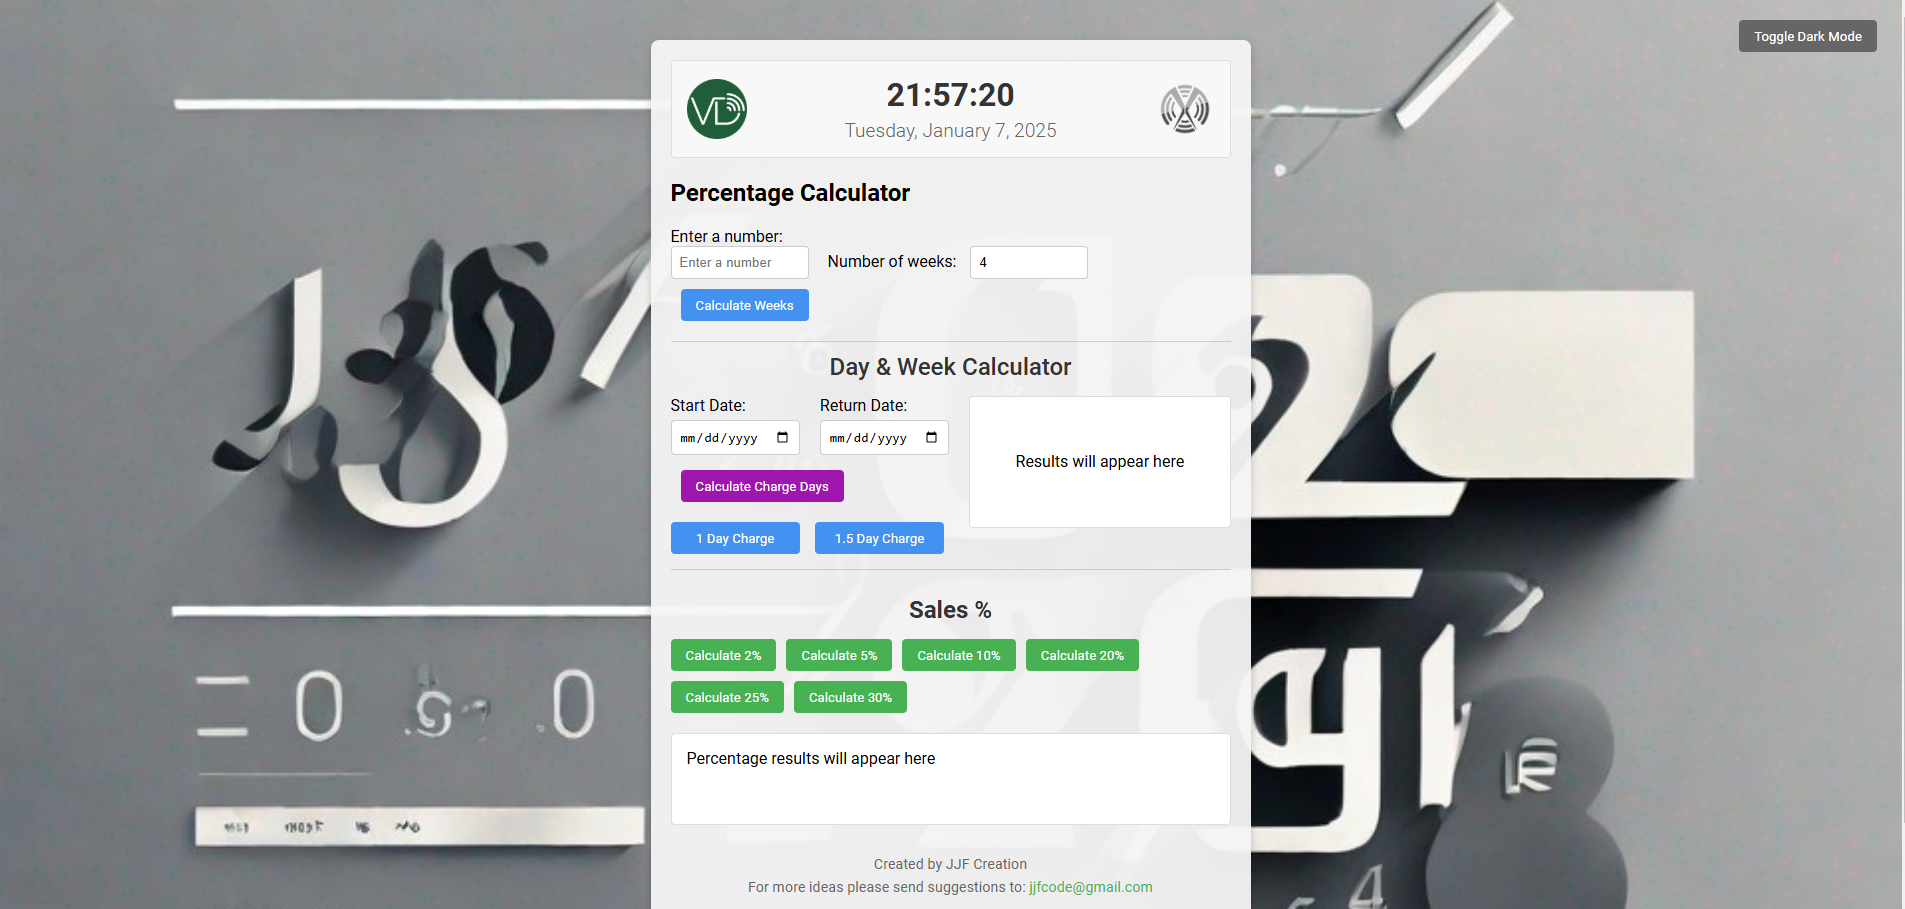 Toggle Dark Mode
VD
21:57:20
Tuesday, January 7, 2025
Percentage Calculator
Enter a number:
Enter a number
Number of weeks:
4
Calculate Weeks
Day & Week Calculator
Start Date:
Return Date:
mm/dd/yyyy
mm/dd/yyyy
Results will appear here
Calculate Charge Days
1 Day Charge
1.5 Day Charge
Sales %
Calculate 2%
Calculate 5%
Calculate 10%
Calculate 20%
Calculate 25%
Calculate 30%
Percentage results will appear here
Created by JJF Creation
For more ideas please send suggestions to: jjfcode@gmail.com